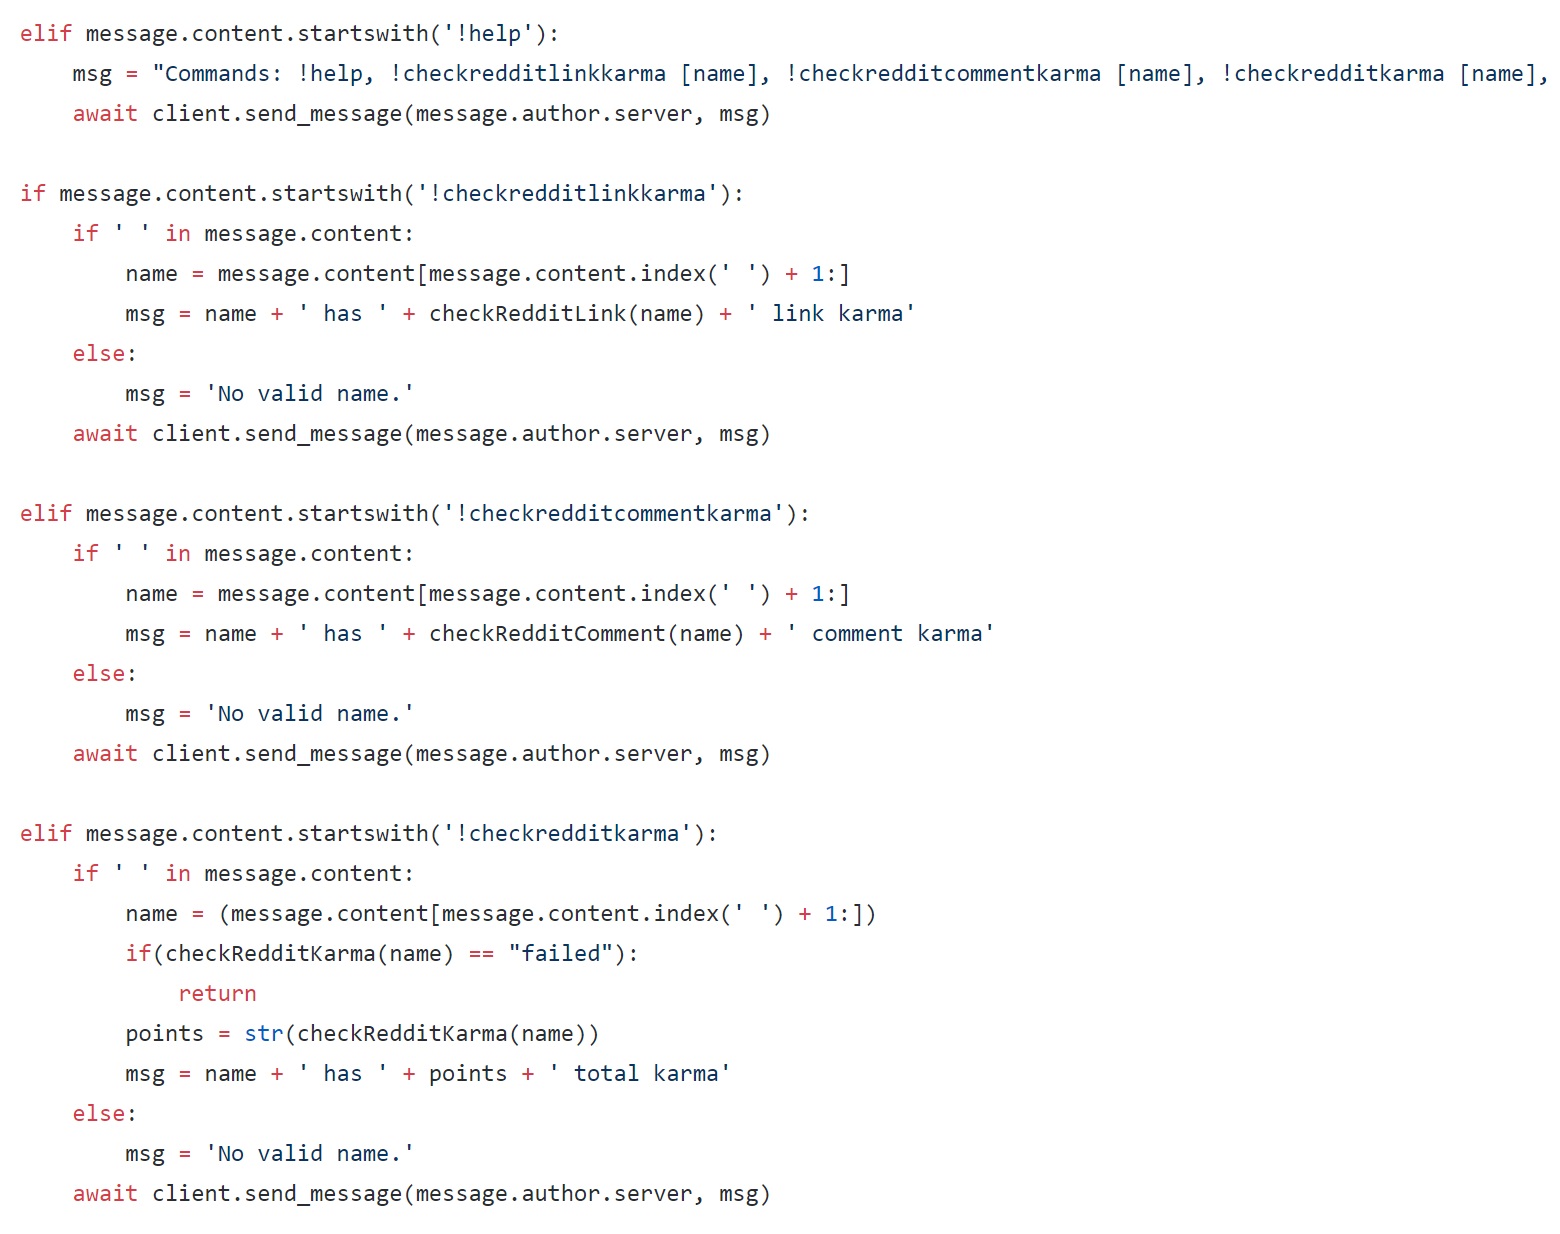 elif message.content.startswith('!help'):
    msg = "Commands: !help, !checkredditlinkkarma [name], !checkredditcommentkarma [name], !checkredditkarma [name],
    await client.send_message(message.author.server, msg)

if message.content.startswith('!checkredditlinkkarma'):
    if ' ' in message.content:
        name = message.content[message.content.index(' ') + 1:]
        msg = name + ' has ' + checkRedditLink(name) + ' link karma'
    else:
        msg = 'No valid name.'
    await client.send_message(message.author.server, msg)

elif message.content.startswith('!checkredditcommentkarma'):
    if ' ' in message.content:
        name = message.content[message.content.index(' ') + 1:]
        msg = name + ' has ' + checkRedditComment(name) + ' comment karma'
    else:
        msg = 'No valid name.'
    await client.send_message(message.author.server, msg)

elif message.content.startswith('!checkredditkarma'):
    if ' ' in message.content:
        name = (message.content[message.content.index(' ') + 1:])
        if(checkRedditKarma(name) == "failed"):
            return
        points = str(checkRedditKarma(name))
        msg = name + ' has ' + points + ' total karma'
    else:
        msg = 'No valid name.'
    await client.send_message(message.author.server, msg)